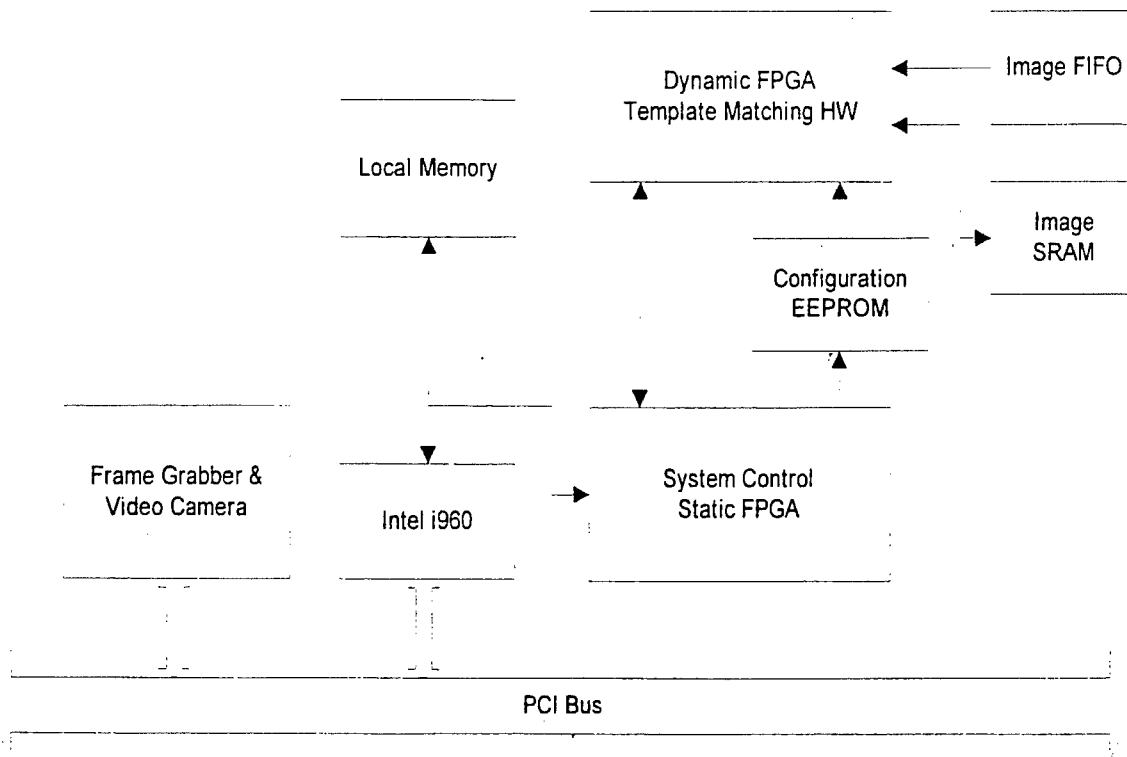 Dynamic FPGA
Template Matching HW
Image FIFO
Local Memory
Image
SRAM
Configuration
EEPROM
Frame Grabber &
Video Camera
Intel i960
System Control
Static FPGA
PCI Bus